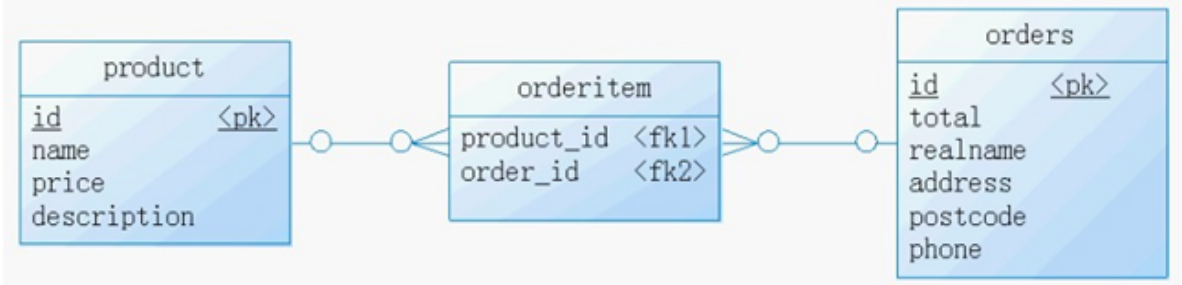 product
id <pk>
name
price
description
orderitem
product_id <fk1>
order_id <fk2>
orders
id <pk>
total
realname
address
postcode
phone